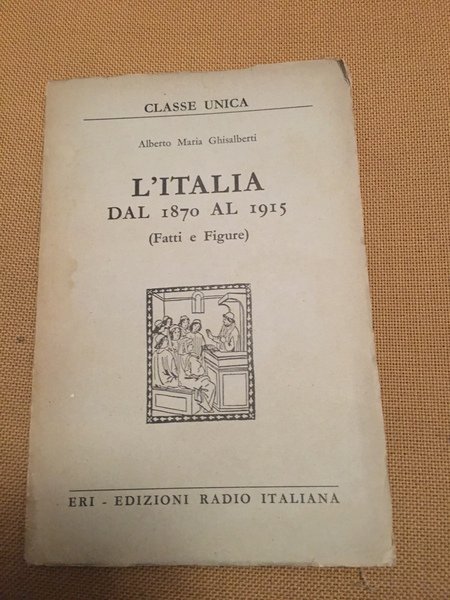 CLASSE UNICA
Alberto Maria Ghisalberti
L'ITALIA
DAL 1870 AL 1915
(Fatti e Figure)
ERI - EDIZIONI RADIO ITALIANA